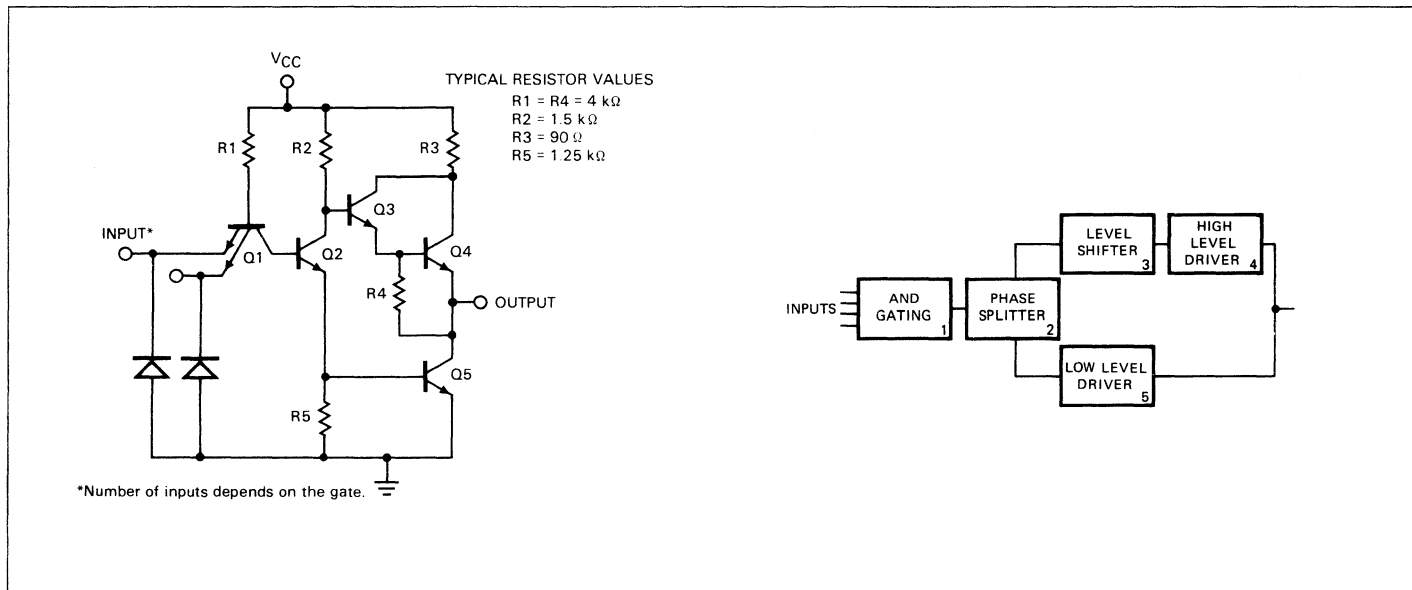 VCC
TYPICAL RESISTOR VALUES
R1 = R4 = 4 kΩ
R2 = 1.5 kΩ
R3 = 90 Ω
R5 = 1.25 kΩ
R1
R2
R3
Q3
INPUT*
Q1
Q2
Q4
R4
OUTPUT
Q5
R5
*Number of inputs depends on the gate.
INPUTS
AND
GATING
1
PHASE
SPLITTER
2
LEVEL
SHIFTER
3
HIGH
LEVEL
DRIVER
4
LOW LEVEL
DRIVER
5